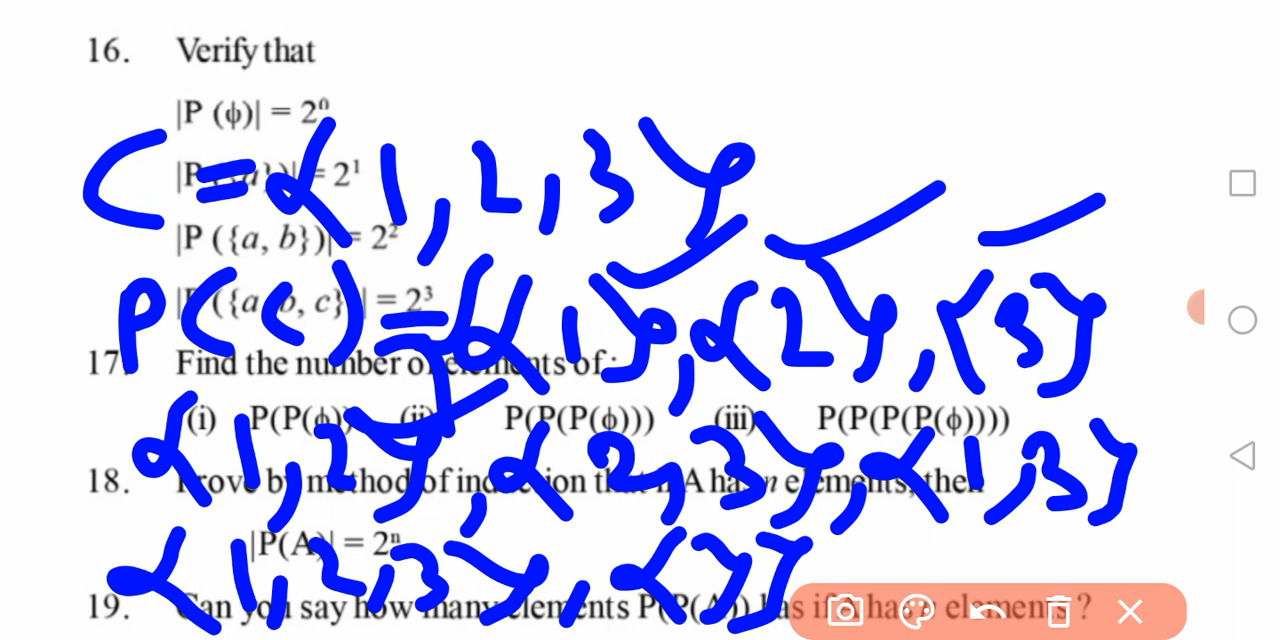 16. Verify that
|P (ϕ)| = 2⁰
C = {1, 2, 3}
= 2¹
|P ({a, b})| = 2²
P(C) = {{1}, {2}, {3}
c}| = 2³
17. Find the number of elements of:
(i) P(P(ϕ)) (ii) P(P(P(ϕ))) (iii) P(P(P(P(ϕ))))
{1, 2}, {2, 3}, {1, 3}
18. Prove by method of induction that if A has n elements, then
|P(A)| = 2ⁿ
{1, 2, 3}, { }}
19. Can you say how many elements P(P(A)) has if A has n elements?